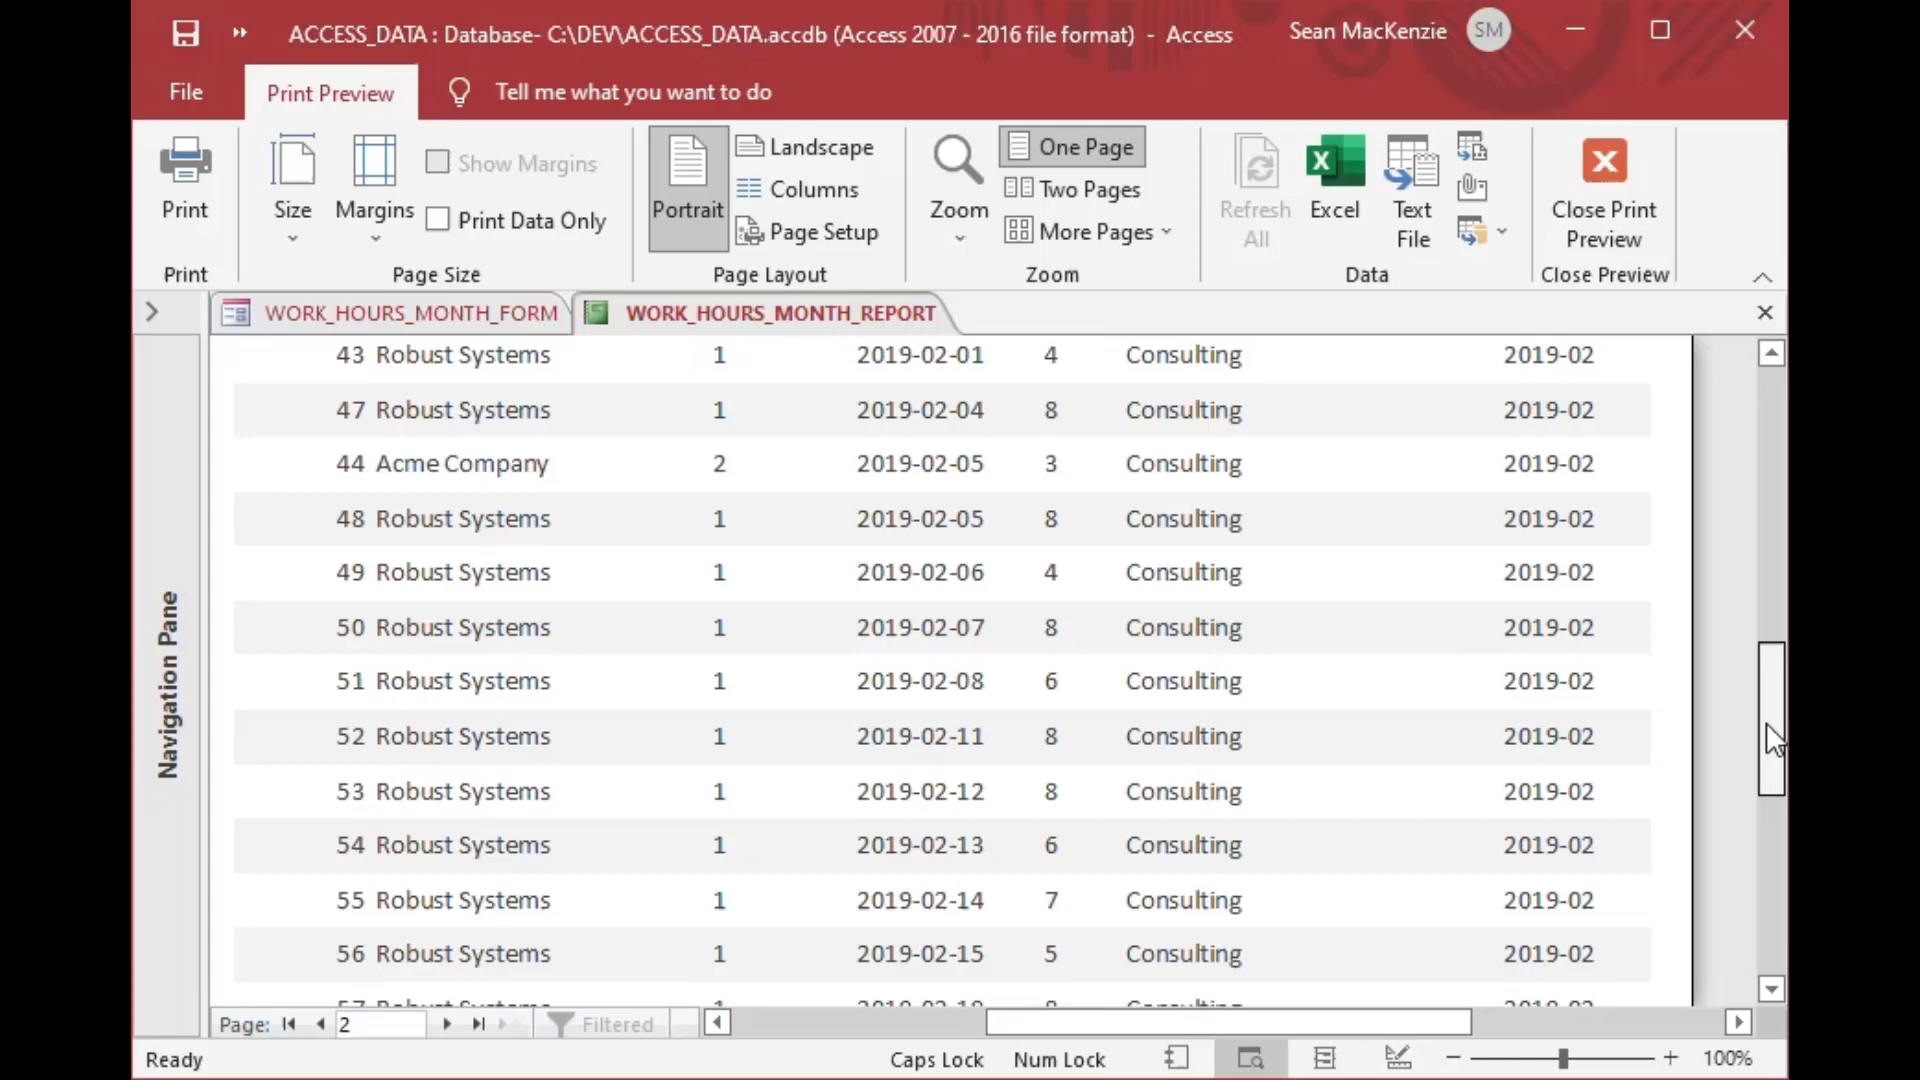 ACCESS_DATA : Database- C:\DEV\ACCESS_DATA.accdb (Access 2007 - 2016 file format)  -  Access
Sean MacKenzie
SM
File
Print Preview
Tell me what you want to do
Print
Size
Margins
Show Margins
Print Data Only
Portrait
Landscape
Columns
Page Setup
Zoom
One Page
Two Pages
More Pages
Refresh All
Excel
Text File
Close Print Preview
Print
Page Size
Page Layout
Zoom
Data
Close Preview
WORK_HOURS_MONTH_FORM
WORK_HOURS_MONTH_REPORT
Navigation Pane
43 Robust Systems 1 2019-02-01 4 Consulting 2019-02
47 Robust Systems 1 2019-02-04 8 Consulting 2019-02
44 Acme Company 2 2019-02-05 3 Consulting 2019-02
48 Robust Systems 1 2019-02-05 8 Consulting 2019-02
49 Robust Systems 1 2019-02-06 4 Consulting 2019-02
50 Robust Systems 1 2019-02-07 8 Consulting 2019-02
51 Robust Systems 1 2019-02-08 6 Consulting 2019-02
52 Robust Systems 1 2019-02-11 8 Consulting 2019-02
53 Robust Systems 1 2019-02-12 8 Consulting 2019-02
54 Robust Systems 1 2019-02-13 6 Consulting 2019-02
55 Robust Systems 1 2019-02-14 7 Consulting 2019-02
56 Robust Systems 1 2019-02-15 5 Consulting 2019-02
Page: 2
Filtered
Ready
Caps Lock
Num Lock
100%